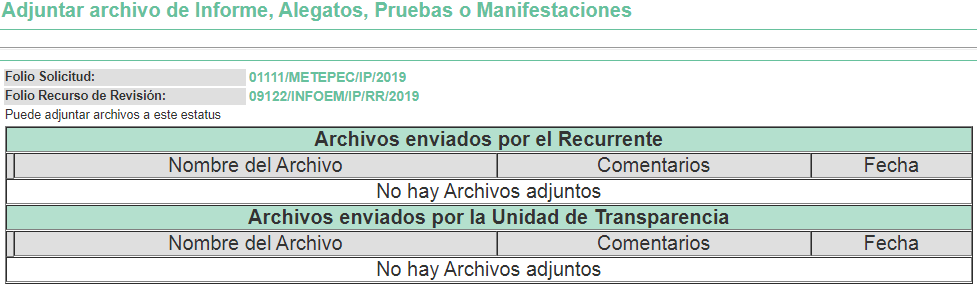 Adjuntar archivo de Informe, Alegatos, Pruebas o Manifestaciones
Folio Solicitud: 01111/METEPEC/IP/2019
Folio Recurso de Revisión: 09122/INFOEM/IP/RR/2019
Puede adjuntar archivos a este estatus
Archivos enviados por el Recurrente
Nombre del Archivo Comentarios Fecha
No hay Archivos adjuntos
Archivos enviados por la Unidad de Transparencia
Nombre del Archivo Comentarios Fecha
No hay Archivos adjuntos